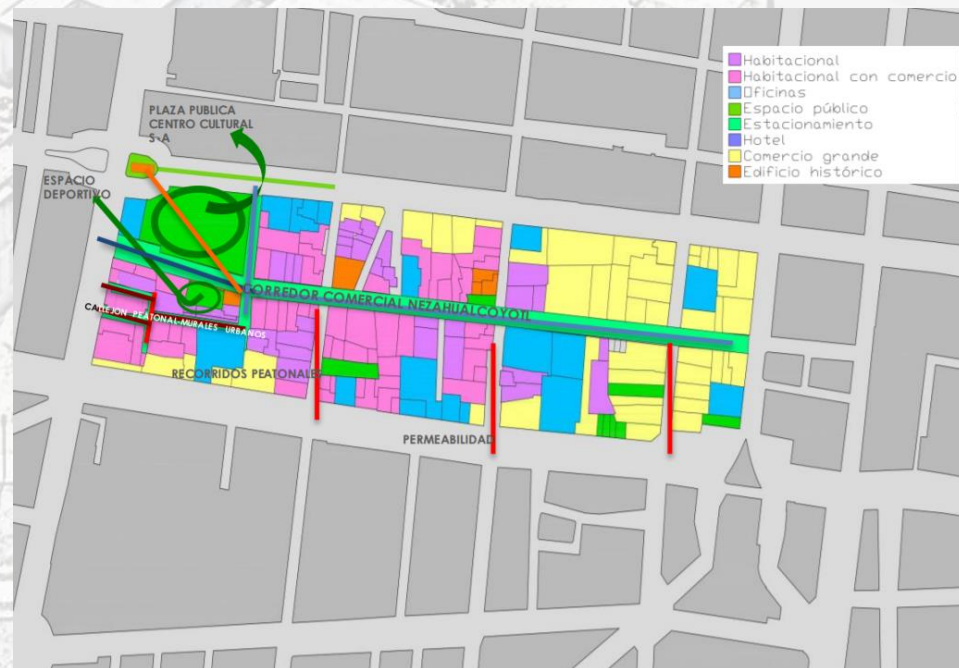 Habitacional
Habitacional con comercio
Oficinas
Espacio público
Estacionamiento
Hotel
Comercio grande
Edificio histórico
PLAZA PUBLICA
CENTRO CULTURAL
S-A
ESPACIO
DEPORTIVO
CORREDOR COMERCIAL NEZAHUALCOYOTL
CALLEJON PEATONAL-MURALES URBANOS
RECORRIDOS PEATONALES
PERMEABILIDAD